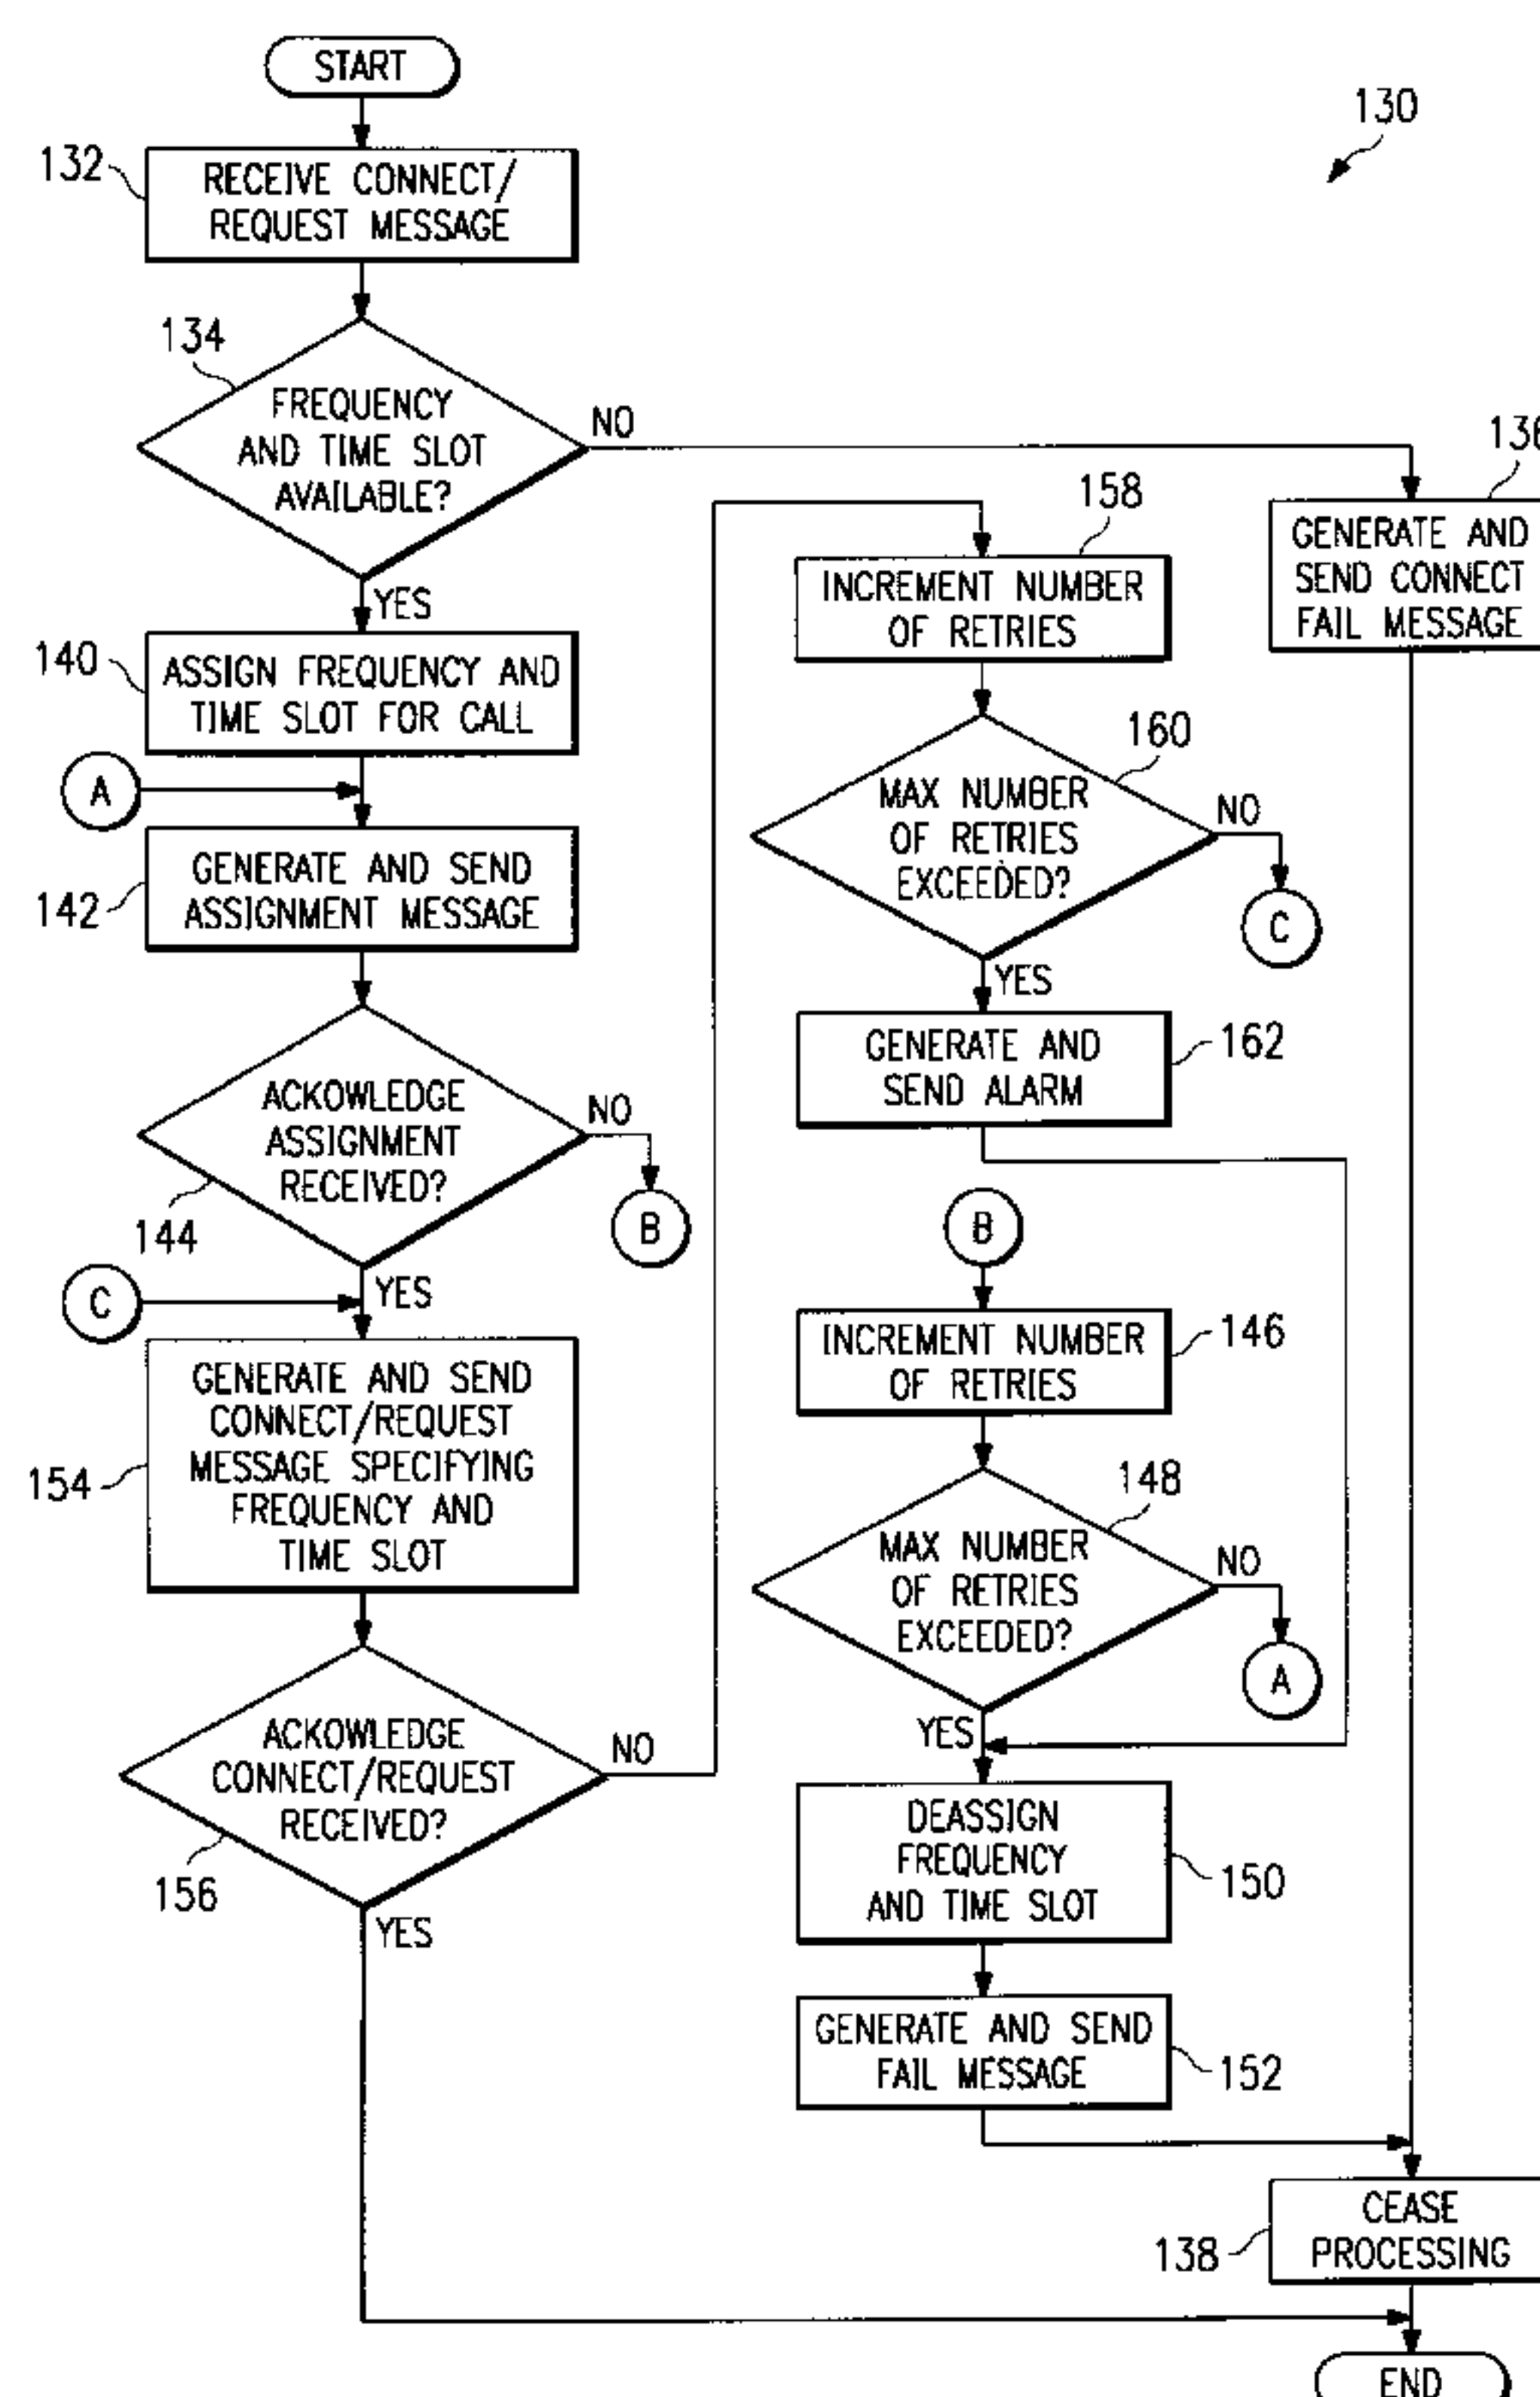 START
130
132
RECEIVE CONNECT/
REQUEST MESSAGE
134
FREQUENCY
AND TIME SLOT
AVAILABLE?
NO
YES
136
GENERATE AND
SEND CONNECT
FAIL MESSAGE
158
INCREMENT NUMBER
OF RETRIES
140
ASSIGN FREQUENCY AND
TIME SLOT FOR CALL
A
160
MAX NUMBER
OF RETRIES
EXCEEDED?
NO
C
YES
142
GENERATE AND SEND
ASSIGNMENT MESSAGE
162
GENERATE AND
SEND ALARM
ACKOWLEDGE
ASSIGNMENT
RECEIVED?
NO
B
144
YES
C
B
146
INCREMENT NUMBER
OF RETRIES
154
GENERATE AND SEND
CONNECT/REQUEST
MESSAGE SPECIFYING
FREQUENCY AND
TIME SLOT
148
MAX NUMBER
OF RETRIES
EXCEEDED?
NO
A
YES
ACKOWLEDGE
CONNECT/REQUEST
RECEIVED?
NO
156
YES
DEASSIGN
FREQUENCY
AND TIME SLOT
150
GENERATE AND SEND
FAIL MESSAGE
152
138
CEASE
PROCESSING
END